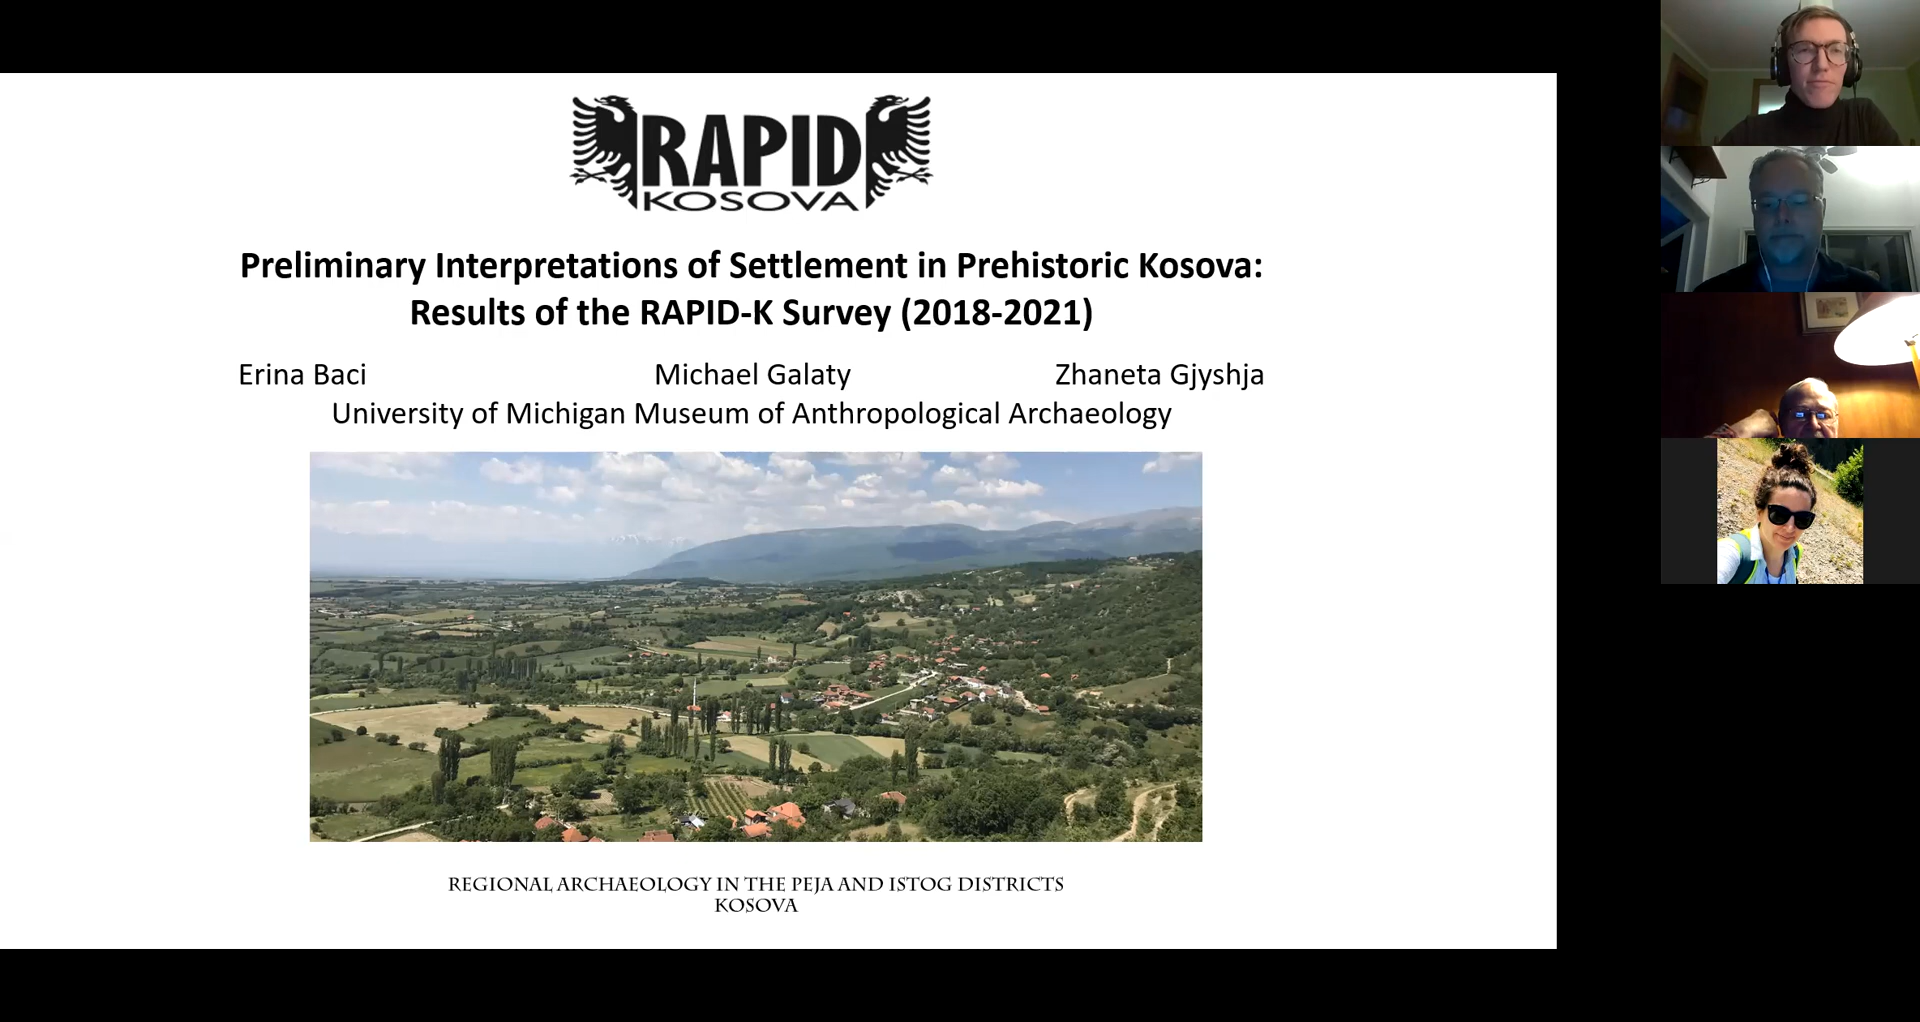 RAPID
KOSOVA
Preliminary Interpretations of Settlement in Prehistoric Kosova:
Results of the RAPID-K Survey (2018-2021)
Erina Baci Michael Galaty Zhaneta Gjyshja
University of Michigan Museum of Anthropological Archaeology
REGIONAL ARCHAEOLOGY IN THE PEJA AND ISTOG DISTRICTS
KOSOVA